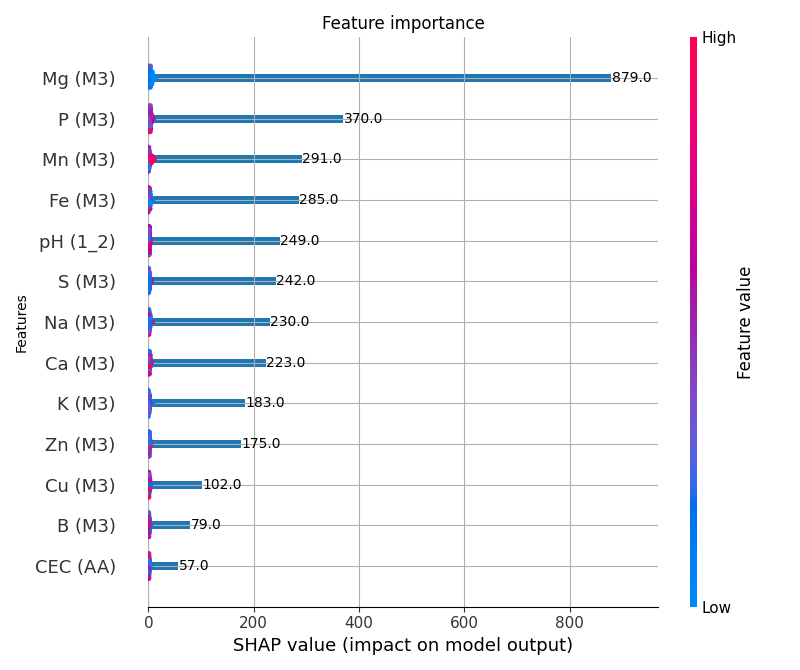 Feature importance
High
Mg (M3) 879.0
P (M3) 370.0
Mn (M3) 291.0
Fe (M3) 285.0
pH (1_2) 249.0
S (M3) 242.0
Na (M3) 230.0
Ca (M3) 223.0
K (M3) 183.0
Zn (M3) 175.0
Cu (M3) 102.0
B (M3) 79.0
CEC (AA) 57.0
Features
Feature value
Low
0 200 400 600 800
SHAP value (impact on model output)